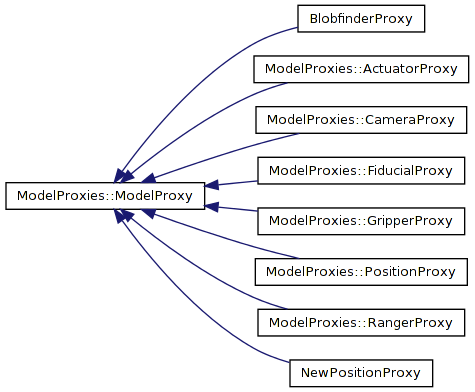 BlobfinderProxy
ModelProxies::ActuatorProxy
ModelProxies::CameraProxy
ModelProxies::FiducialProxy
ModelProxies::ModelProxy
ModelProxies::GripperProxy
ModelProxies::PositionProxy
ModelProxies::RangerProxy
NewPositionProxy